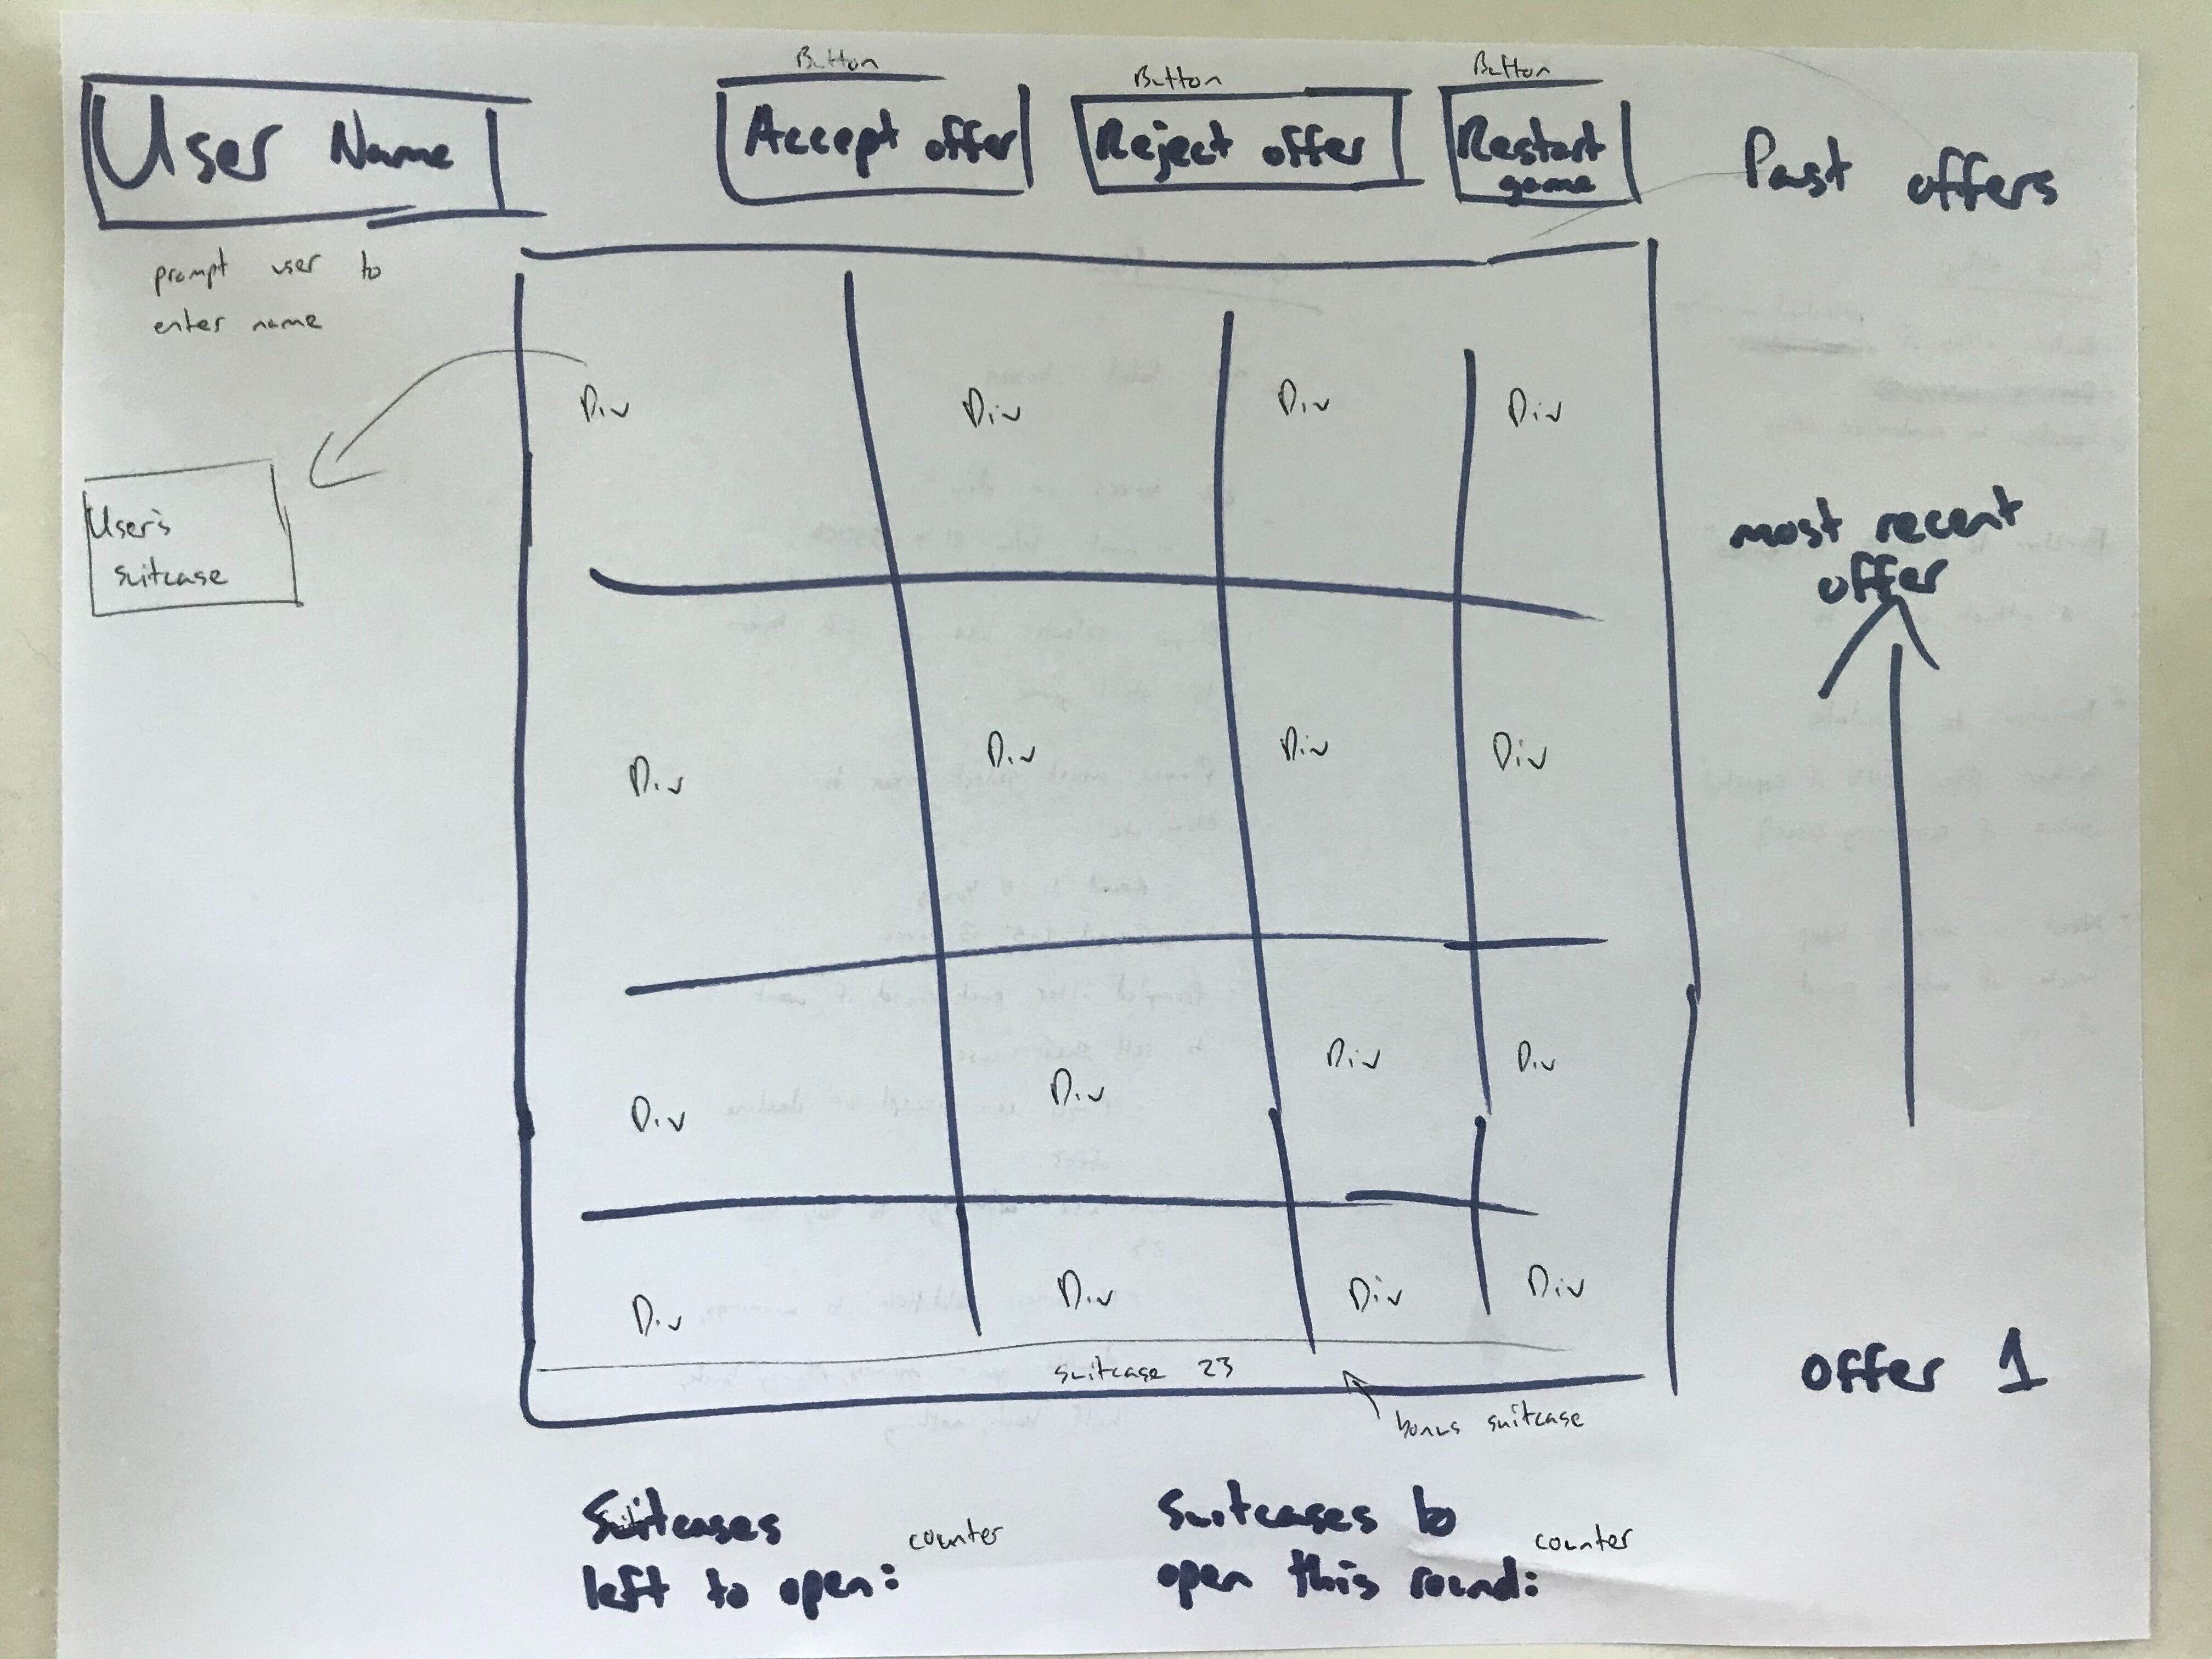 Button
Button
Button
User Name
Accept offer
Reject offer
Restart
game
Past offers
prompt user to
enter name
Div
Div
Div
Div
User's
suitcase
most recent
offer
Div
Div
Div
Div
Div
Div
Div
Div
Div
Div
Div
Div
suitcase 23
bonus suitcase
offer 1
Suitcases
left to open:
counter
Suitcases to
open this round:
counter